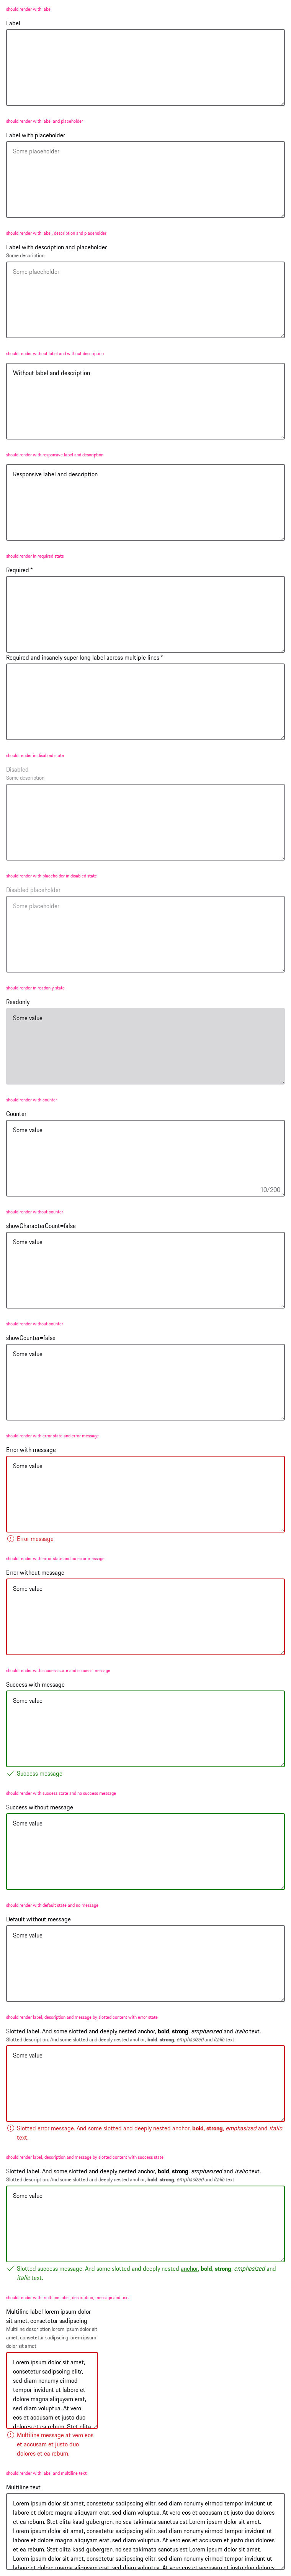 should render with label
Label
should render with label and placeholder
Label with placeholder
Some placeholder
should render with label, description and placeholder
Label with description and placeholder
Some description
Some placeholder
should render without label and without description
Without label and description
should render with responsive label and description
Responsive label and description
should render in required state
Required *
Required and insanely super long label across multiple lines *
should render in disabled state
Disabled
Some description
should render with placeholder in disabled state
Disabled placeholder
Some placeholder
should render in readonly state
Readonly
Some value
should render with counter
Counter
Some value
10/200
should render without counter
showCharacterCount=false
Some value
should render without counter
showCounter=false
Some value
should render with error state and error message
Error with message
Some value
Error message
should render with error state and no error message
Error without message
Some value
should render with success state and success message
Success with message
Some value
Success message
should render with success state and no success message
Success without message
Some value
should render with default state and no message
Default without message
Some value
should render label, description and message by slotted content with error state
Slotted label. And some slotted and deeply nested anchor, bold, strong, emphasized and italic text.
Slotted description. And some slotted and deeply nested anchor, bold, strong, emphasized and italic text.
Some value
Slotted error message. And some slotted and deeply nested anchor, bold, strong, emphasized and italic
text.
should render label, description and message by slotted content with success state
Slotted label. And some slotted and deeply nested anchor, bold, strong, emphasized and italic text.
Slotted description. And some slotted and deeply nested anchor, bold, strong, emphasized and italic text.
Some value
Slotted success message. And some slotted and deeply nested anchor, bold, strong, emphasized and
italic text.
should render with multiline label, description, message and text
Multiline label lorem ipsum dolor
sit amet, consetetur sadipscing
Multiline description lorem ipsum dolor sit
amet, consetetur sadipscing lorem ipsum
dolor sit amet
Lorem ipsum dolor sit amet,
consetetur sadipscing elitr,
sed diam nonumy eirmod
tempor invidunt ut labore et
dolore magna aliquyam erat,
sed diam voluptua. At vero
eos et accusam et justo duo
dolores et ea rebum. Stet clita
Multiline message at vero eos
et accusam et justo duo
dolores et ea rebum.
should render with label and multiline text
Multiline text
Lorem ipsum dolor sit amet, consetetur sadipscing elitr, sed diam nonumy eirmod tempor invidunt ut
labore et dolore magna aliquyam erat, sed diam voluptua. At vero eos et accusam et justo duo dolores
et ea rebum. Stet clita kasd gubergren, no sea takimata sanctus est Lorem ipsum dolor sit amet.
Lorem ipsum dolor sit amet, consetetur sadipscing elitr, sed diam nonumy eirmod tempor invidunt ut
labore et dolore magna aliquyam erat, sed diam voluptua. At vero eos et accusam et justo duo dolores
et ea rebum. Stet clita kasd gubergren, no sea takimata sanctus est Lorem ipsum dolor sit amet.
Lorem ipsum dolor sit amet, consetetur sadipscing elitr, sed diam nonumy eirmod tempor invidunt ut
labore et dolore magna aliquyam erat, sed diam voluptua. At vero eos et accusam et justo duo dolores